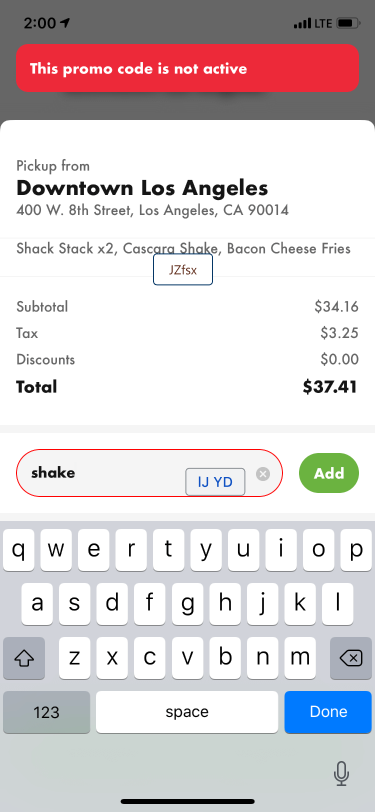 2:00 LTE
This promo code is not active
Pickup from
Downtown Los Angeles
400 W. 8th Street, Los Angeles, CA 90014
Shack Stack x2, Cascara Shake, Bacon Cheese Fries
JZfsx
Subtotal $34.16
Tax $3.25
Discounts $0.00
Total $37.41
shake IJ YD Add
q w e r t y u i o p
a s d f g h j k l
z x c v b n m
123 space Done